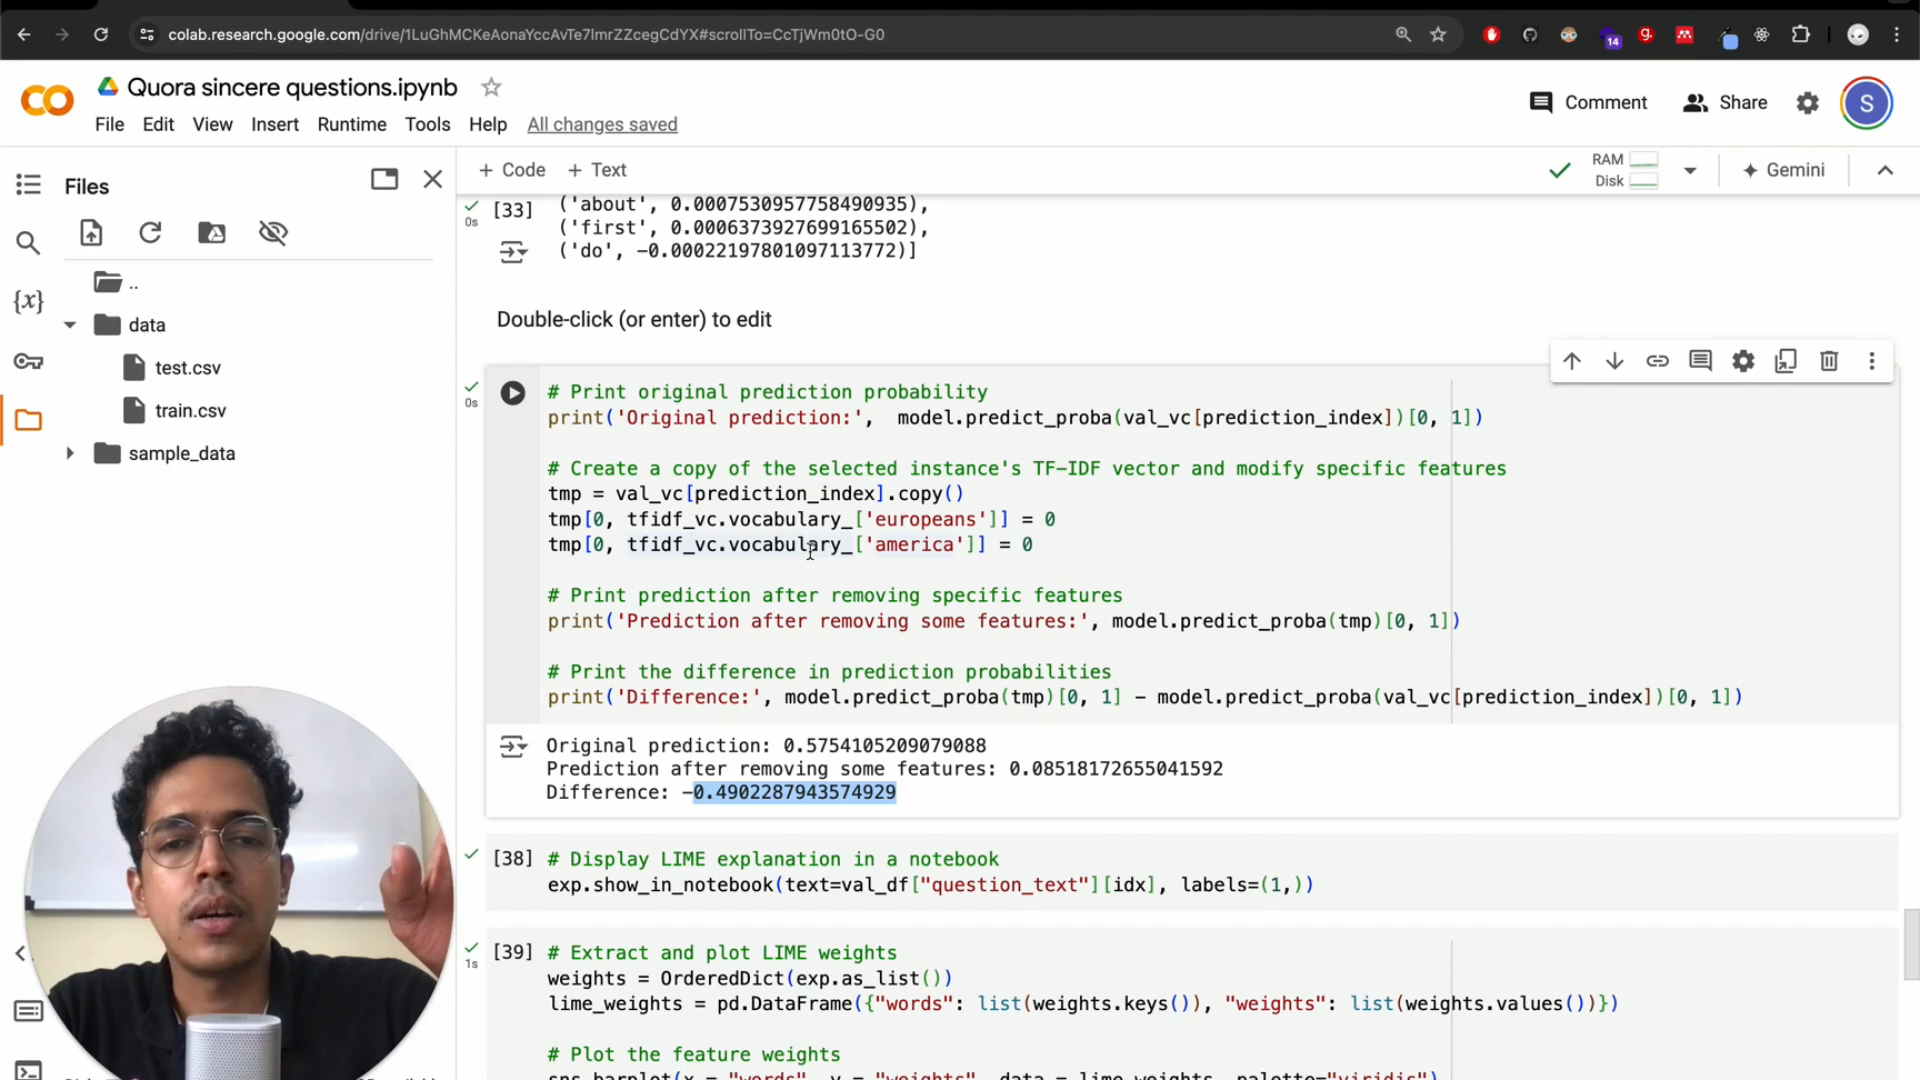 colab.research.google.com/drive/1LuGhMCKeAonaYccAvTe7lmrZZcegCdYX#scrollTo=CcTjWm0tO-G0
14
g.
Quora sincere questions.ipynb
Comment
Share
S
File Edit View Insert Runtime Tools Help All changes saved
Files
+ Code + Text
RAM
Disk
Gemini
..
data
test.csv
train.csv
sample_data
{x}
[33]
0s
('about', 0.0007530957758490935),
('first', 0.0006373927699165502),
('do', -0.00022197801097113772)]
Double-click (or enter) to edit
0s
# Print original prediction probability
print('Original prediction:',  model.predict_proba(val_vc[prediction_index])[0, 1])
# Create a copy of the selected instance's TF-IDF vector and modify specific features
tmp = val_vc[prediction_index].copy()
tmp[0, tfidf_vc.vocabulary_['europeans']] = 0
tmp[0, tfidf_vc.vocabulary_['america']] = 0
# Print prediction after removing specific features
print('Prediction after removing some features:', model.predict_proba(tmp)[0, 1])
# Print the difference in prediction probabilities
print('Difference:', model.predict_proba(tmp)[0, 1] - model.predict_proba(val_vc[prediction_index])[0, 1])
Original prediction: 0.5754105209079088
Prediction after removing some features: 0.08518172655041592
Difference: -0.4902287943574929
[38] # Display LIME explanation in a notebook
exp.show_in_notebook(text=val_df["question_text"][idx], labels=(1,))
[39] # Extract and plot LIME weights
1s
weights = OrderedDict(exp.as_list())
lime_weights = pd.DataFrame({"words": list(weights.keys()), "weights": list(weights.values())})
# Plot the feature weights
sns.barplot(x = "words", y = "weights", data = lime_weights, palette="viridis")